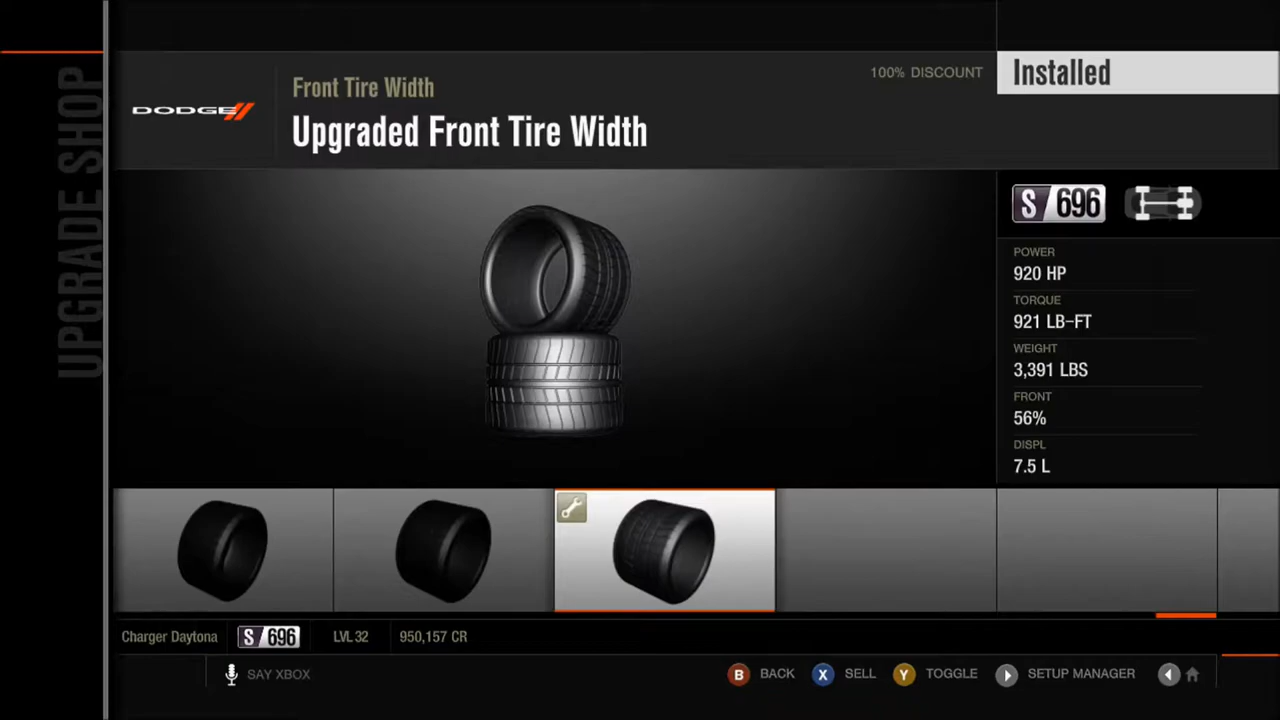 UPGRADE SHOP
DODGE
Front Tire Width
Upgraded Front Tire Width
100% DISCOUNT
Installed
S 696
POWER
920 HP
TORQUE
921 LB-FT
WEIGHT
3,391 LBS
FRONT
56%
DISPL
7.5 L
Charger Daytona S 696 LVL 32 950,157 CR
SAY XBOX B BACK X SELL Y TOGGLE SETUP MANAGER